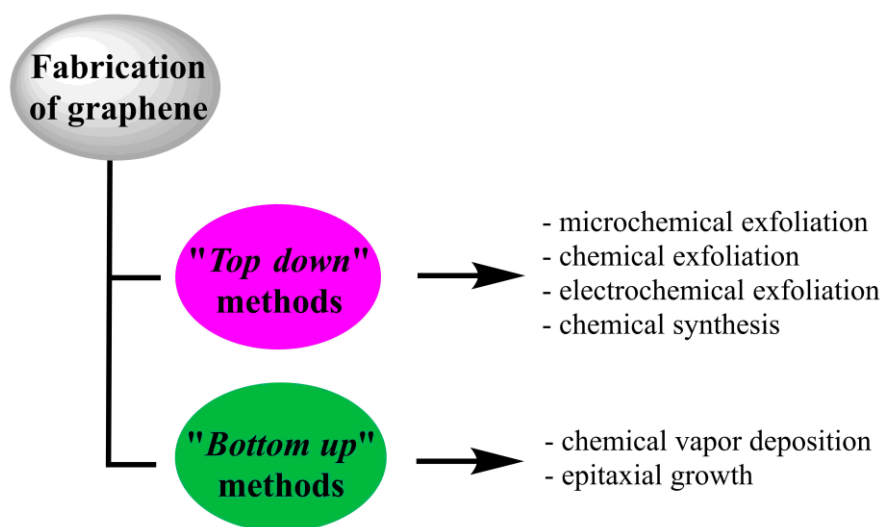 Fabrication
of graphene
"Top down"
methods
- microchemical exfoliation
- chemical exfoliation
- electrochemical exfoliation
- chemical synthesis
"Bottom up"
methods
- chemical vapor deposition
- epitaxial growth